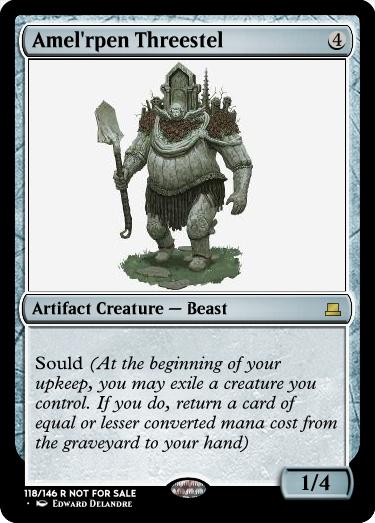 Amel'rpen Threestel 4
Artifact Creature — Beast
Sould (At the beginning of your
upkeep, you may exile a creature you
control. If you do, return a card of
equal or lesser converted mana cost from
the graveyard to your hand)
118/146 R NOT FOR SALE
· Edward Delandre
1/4